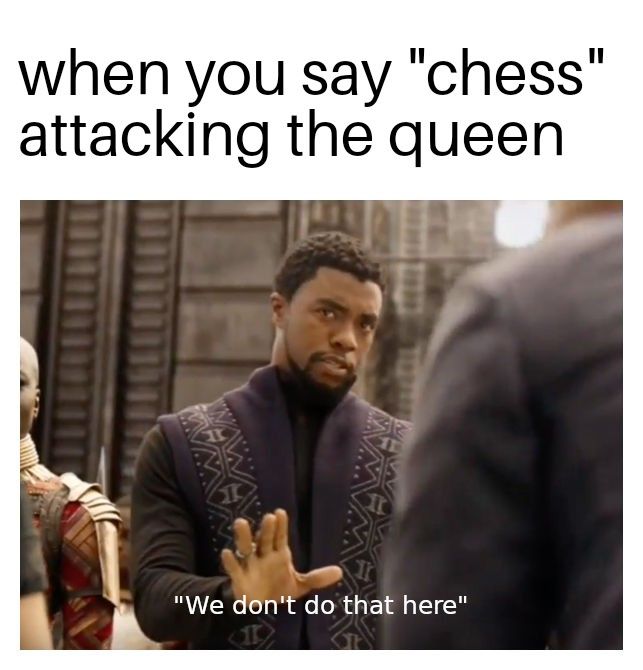 when you say "chess"
attacking the queen
"We don't do that here"